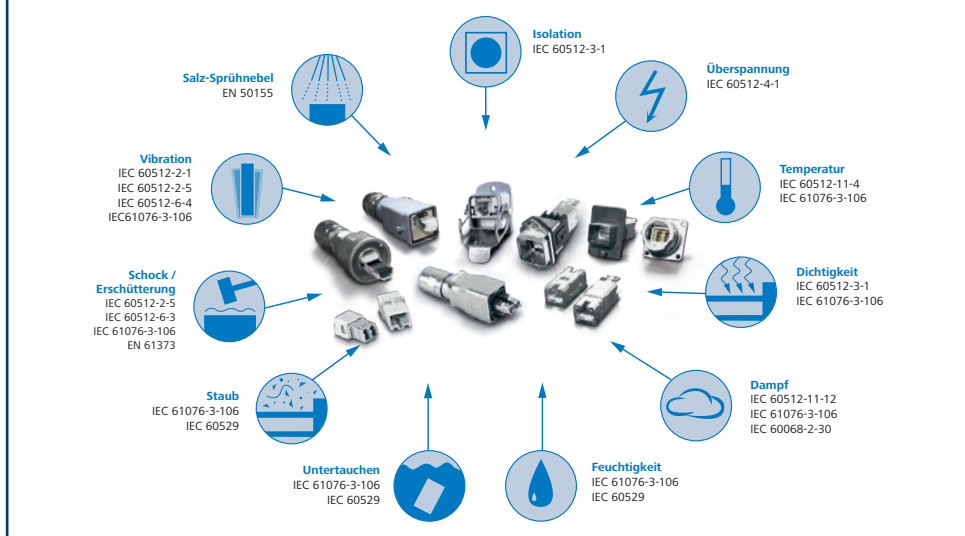 Isolation
IEC 60512-3-1
Überspannung
IEC 60512-4-1
Salz-Sprühnebel
EN 50155
Vibration
IEC 60512-2-1
IEC 60512-2-5
IEC 60512-6-4
IEC61076-3-106
Temperatur
IEC 60512-11-4
IEC 61076-3-106
Schock /
Erschütterung
IEC 60512-2-5
IEC 60512-6-3
IEC 61076-3-106
EN 61373
Dichtigkeit
IEC 60512-3-1
IEC 61076-3-106
Staub
IEC 61076-3-106
IEC 60529
Dampf
IEC 60512-11-12
IEC 61076-3-106
IEC 60068-2-30
Untertauchen
IEC 61076-3-106
IEC 60529
Feuchtigkeit
IEC 61076-3-106
IEC 60529